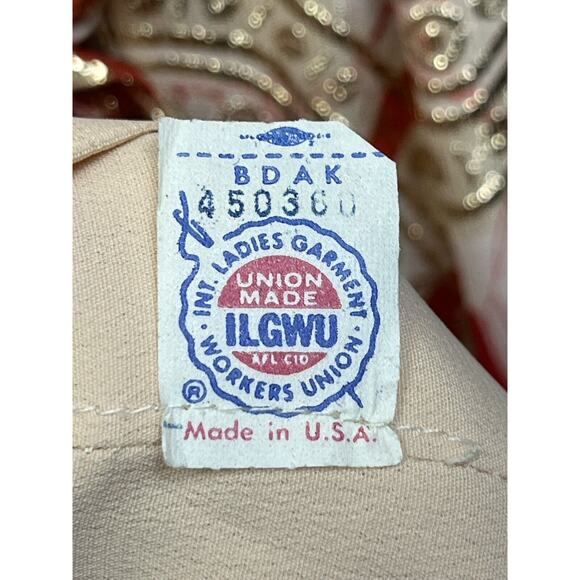 BDAK
450360
INT. LADIES GARMENT
WORKERS UNION
UNION
MADE
ILGWU
AFL CIO
®
Made in U.S.A.